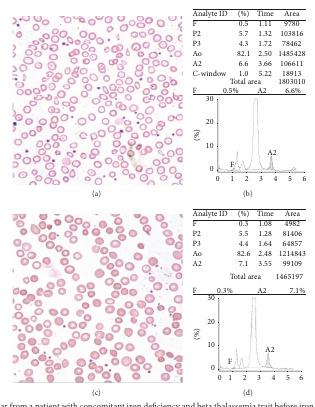 Analyte ID (%) Time Area
F 0.5 1.11 9780
P2 5.7 1.32 103816
P3 4.3 1.72 78462
Ao 82.1 2.50 1485428
A2 6.6 3.66 106611
C-window 1.0 5.22 18913
Total area 1803010
F 0.5% A2 6.6%
30
20
(%)
10
A2
F
0
0 1 2 3 4 5 6
(a)
(b)
Analyte ID (%) Time Area
F 0.3 1.08 4982
P2 5.5 1.28 81406
P3 4.4 1.64 64857
Ao 82.6 2.48 1214843
A2 7.1 3.55 99109
Total area 1465197
F 0.3% A2 7.1%
30
20
(%)
10
A2
F
0
0 1 2 3 4 5 6
(c)
(d)
ar from a patient with concomitant iron deficiency and beta thalassemia trait before iron